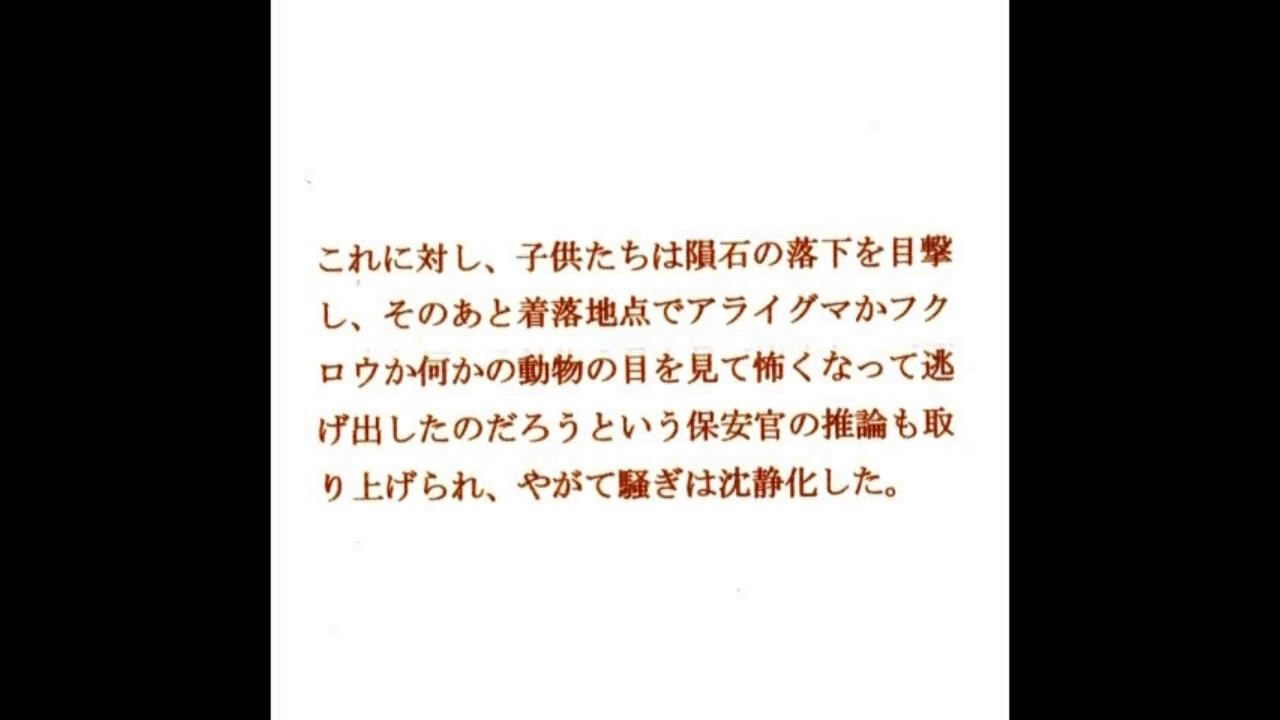 これに対し、子供たちは隕石の落下を目撃
し、そのあと着落地点でアライグマかフク
ロウか何かの動物の目を見て怖くなって逃
げ出したのだろうという保安官の推論も取
り上げられ、やがて騒ぎは沈静化した。